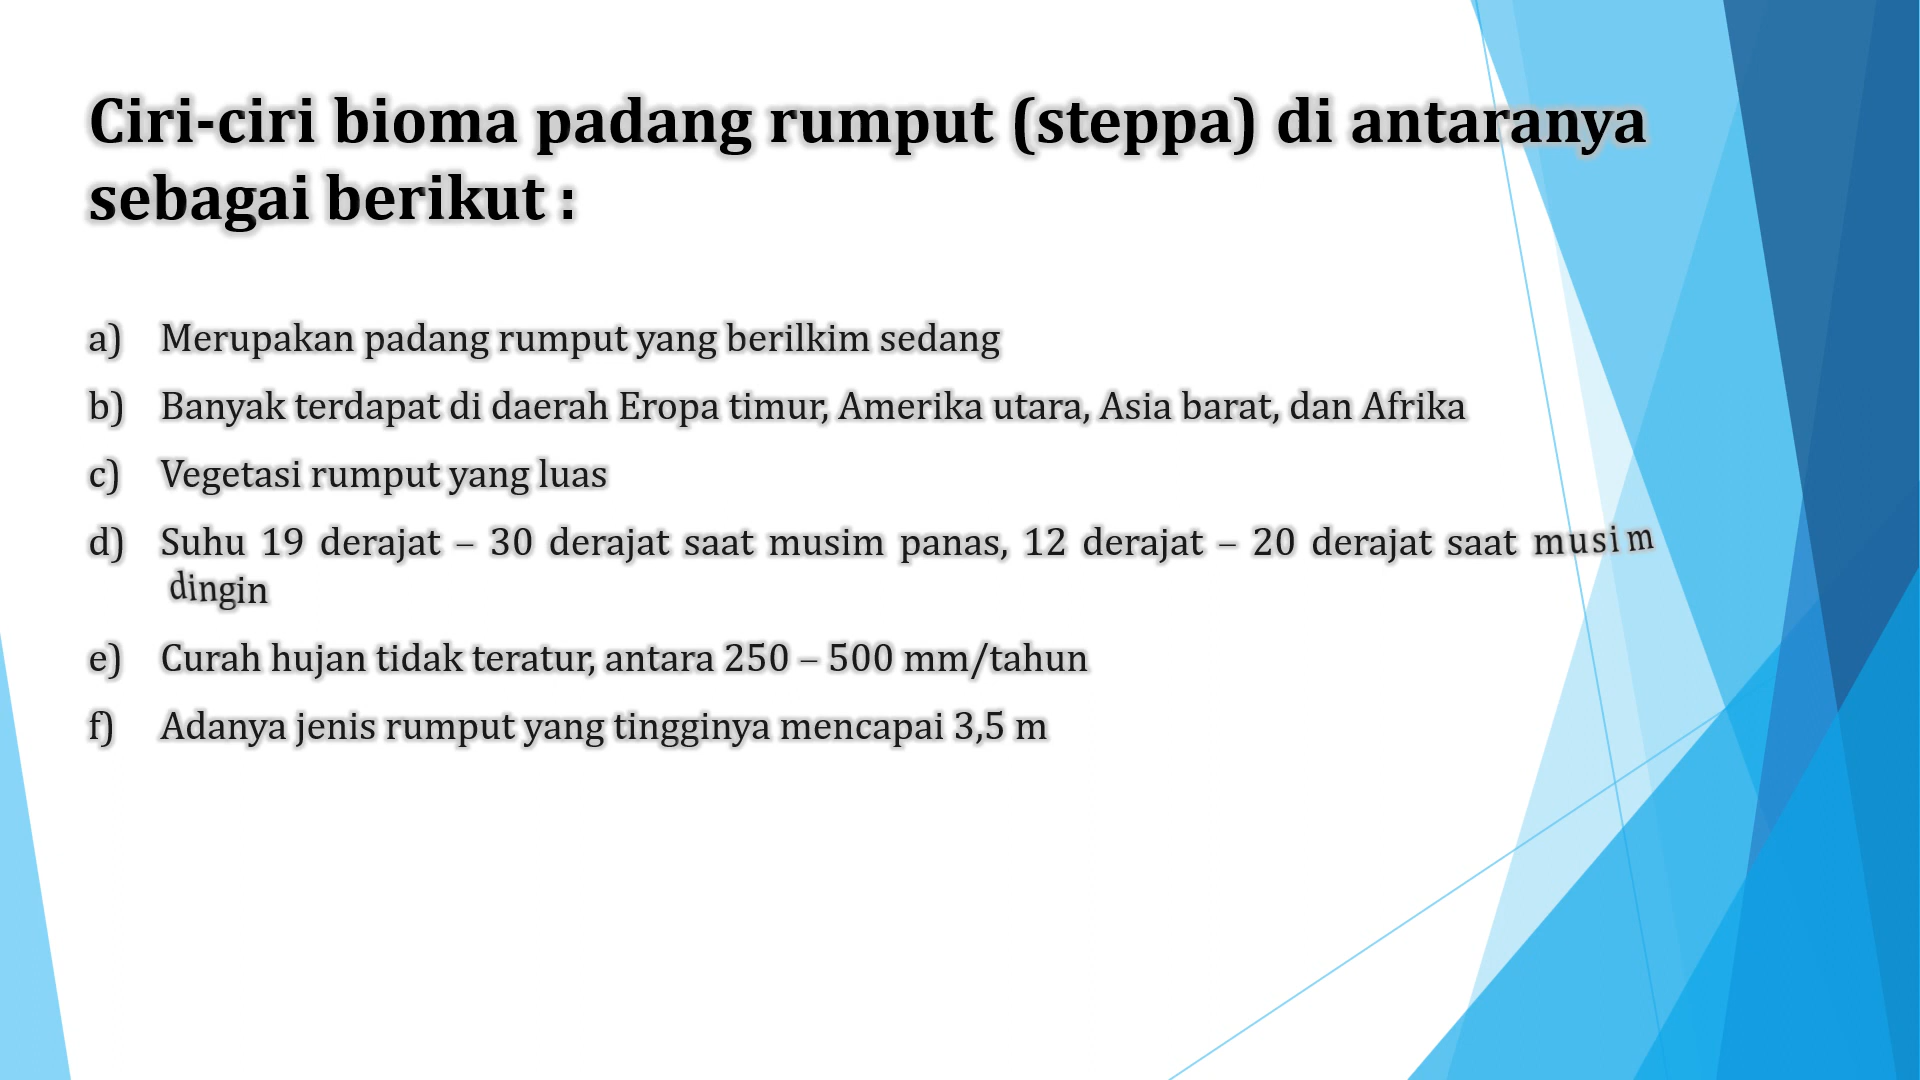 Ciri-ciri bioma padang rumput (steppa) di antaranya
sebagai berikut :
a) Merupakan padang rumput yang berilkim sedang
b) Banyak terdapat di daerah Eropa timur, Amerika utara, Asia barat, dan Afrika
c) Vegetasi rumput yang luas
d) Suhu 19 derajat – 30 derajat saat musim panas, 12 derajat – 20 derajat saat musim
dingin
e) Curah hujan tidak teratur, antara 250 – 500 mm/tahun
f) Adanya jenis rumput yang tingginya mencapai 3,5 m